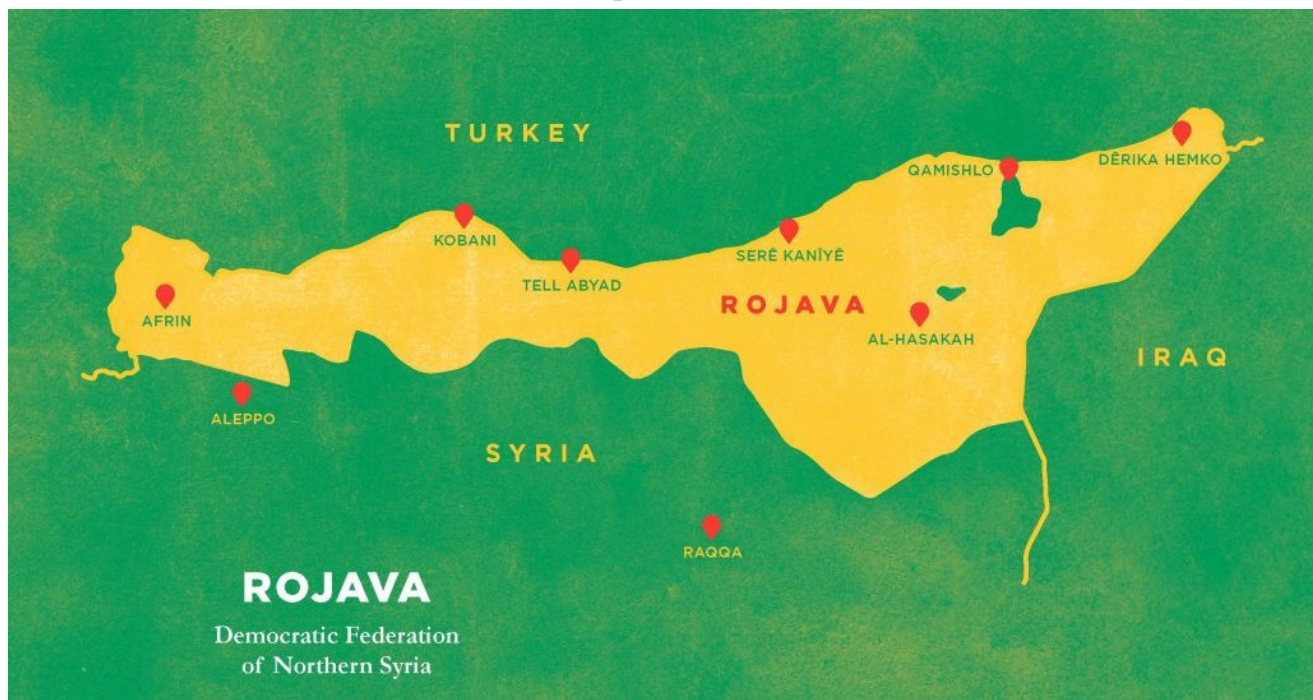 TURKEY
DÊRIKA HEMKO
QAMISHLO
KOBANI
SERÊ KANÎYÊ
TELL ABYAD
ROJAVA
AFRIN
AL-HASAKAH
IRAQ
ALEPPO
SYRIA
RAQQA
ROJAVA
Democratic Federation
of Northern Syria